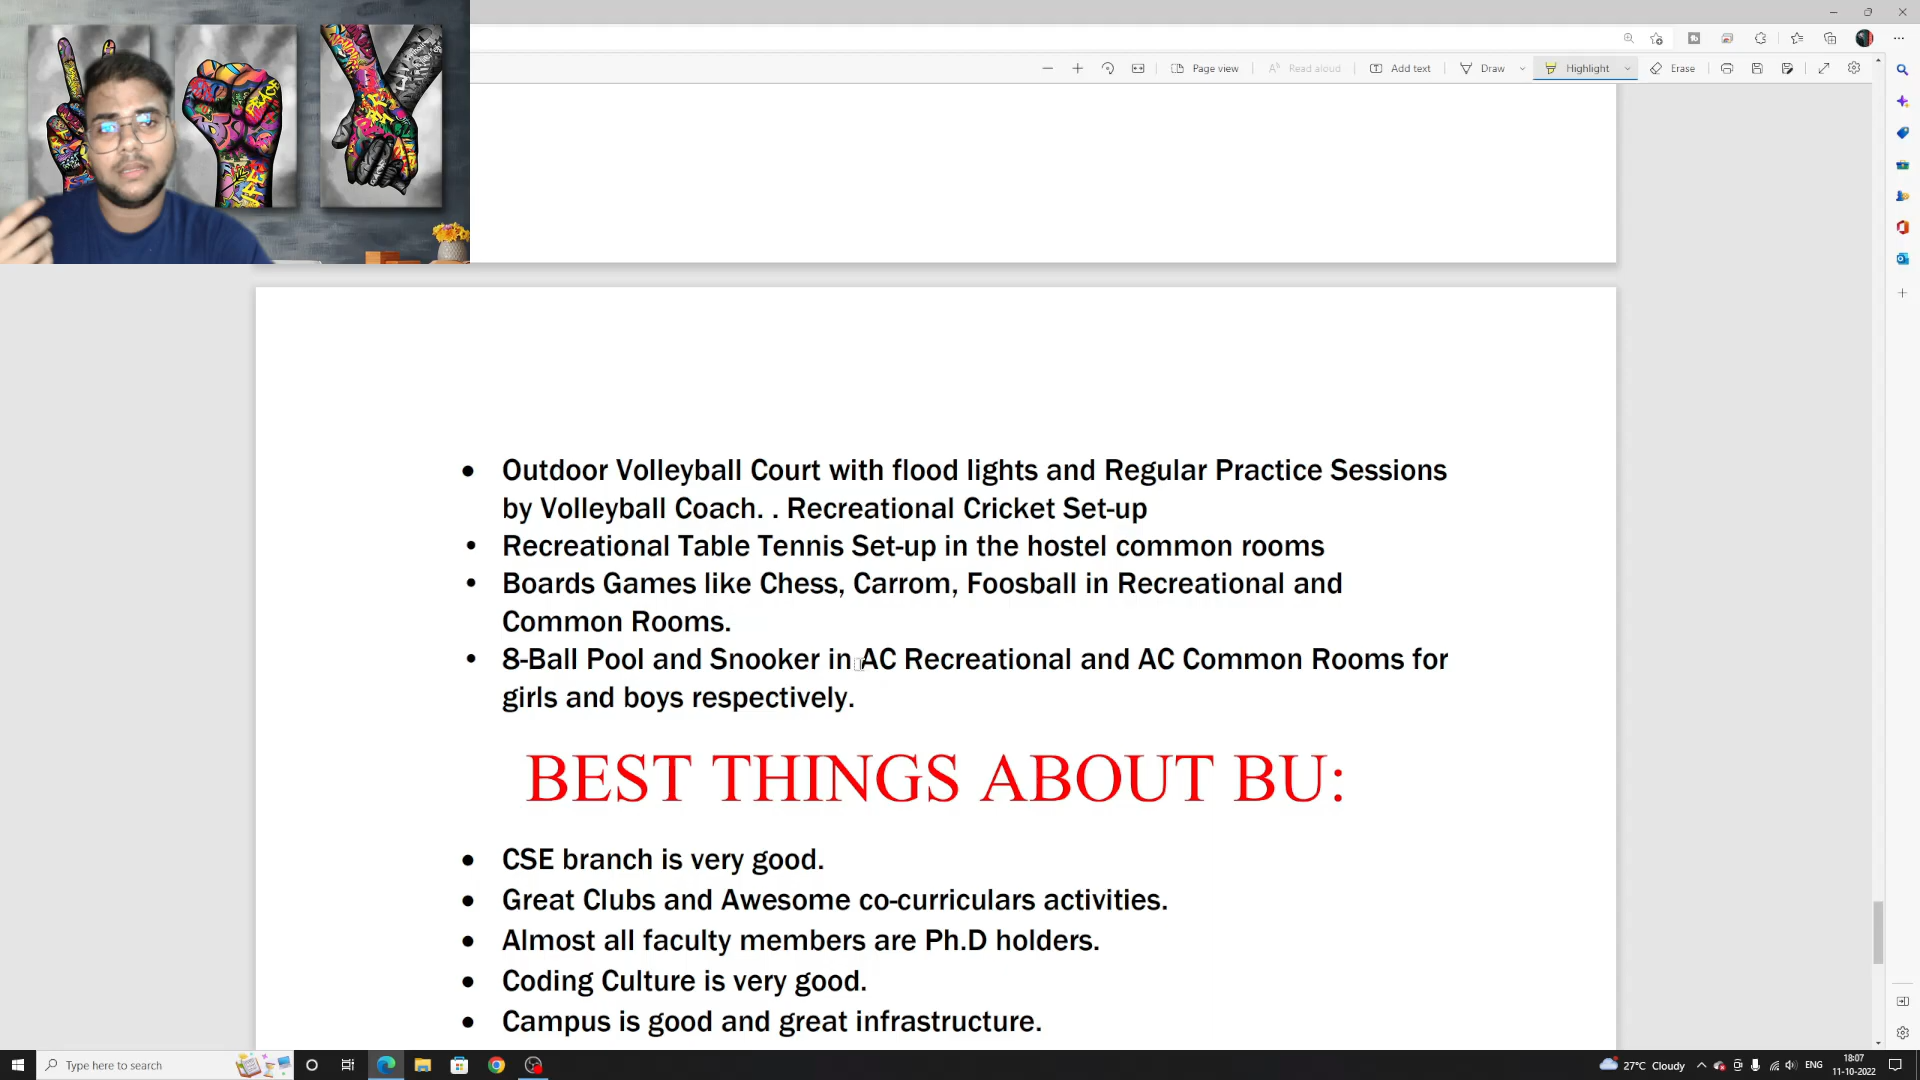 Page view
Read aloud
Add text
Draw
Highlight
Erase
• Outdoor Volleyball Court with flood lights and Regular Practice Sessions
by Volleyball Coach. . Recreational Cricket Set-up
• Recreational Table Tennis Set-up in the hostel common rooms
• Boards Games like Chess, Carrom, Foosball in Recreational and
Common Rooms.
• 8-Ball Pool and Snooker in AC Recreational and AC Common Rooms for
girls and boys respectively.
BEST THINGS ABOUT BU:
• CSE branch is very good.
• Great Clubs and Awesome co-curriculars activities.
• Almost all faculty members are Ph.D holders.
• Coding Culture is very good.
• Campus is good and great infrastructure.
Type here to search
27°C Cloudy
ENG
18:07
11-10-2022